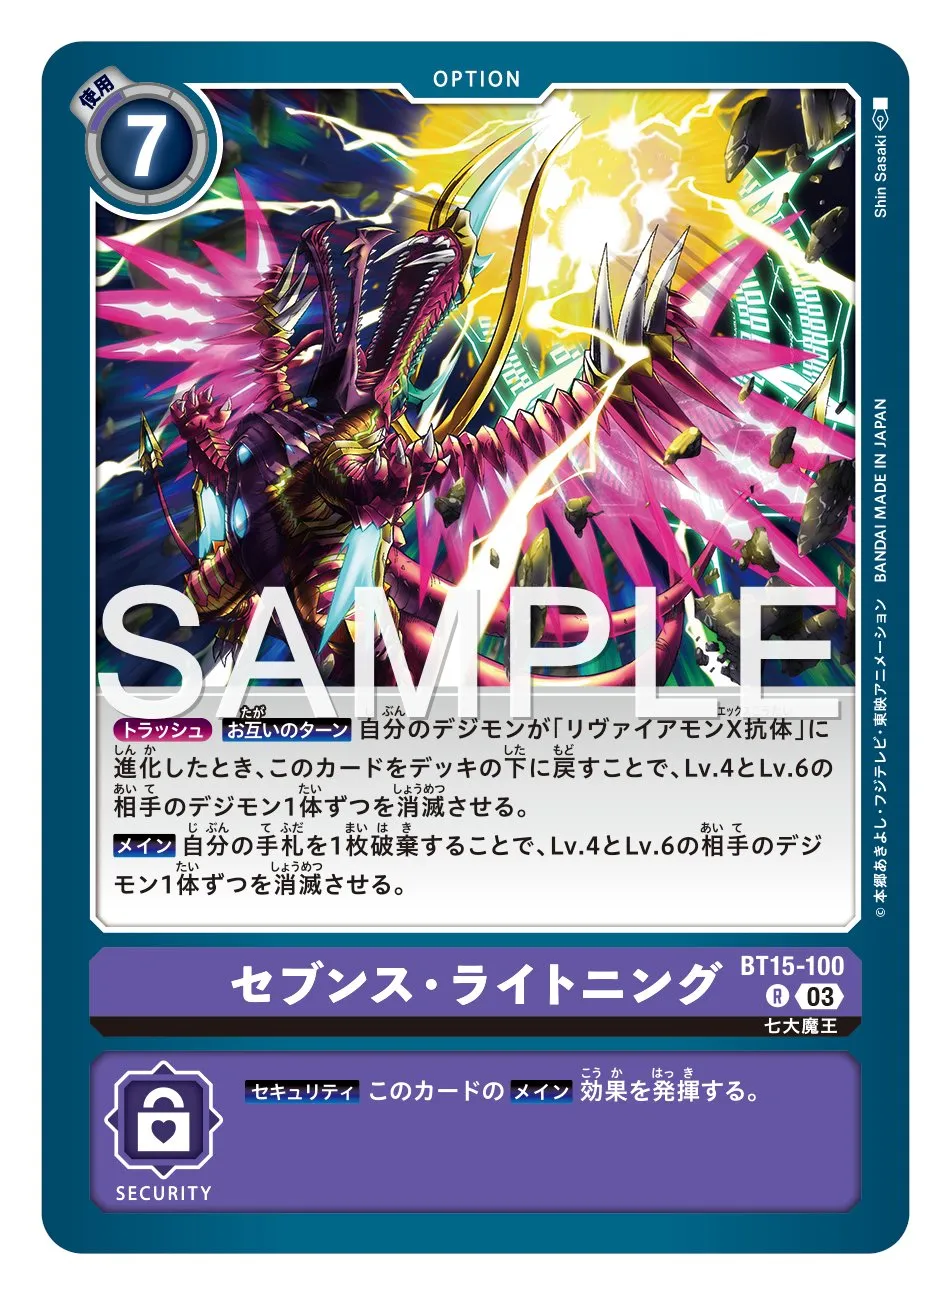 OPTION
使用
7
Shin Sasaki
SAMPLE
トラッシュ お互いのターン 自分のデジモンが「リヴァイアモンX抗体」に
進化したとき、このカードをデッキの下に戻すことで、Lv.4とLv.6の
相手のデジモン1体ずつを消滅させる。
メイン 自分の手札を1枚破棄することで、Lv.4とLv.6の相手のデジ
モン1体ずつを消滅させる。
©本郷あきよし・フジテレビ・東映アニメーション BANDAI MADE IN JAPAN
セブンス・ライトニング
BT15-100
R 03
七大魔王
セキュリティ このカードの メイン 効果を発揮する。
SECURITY